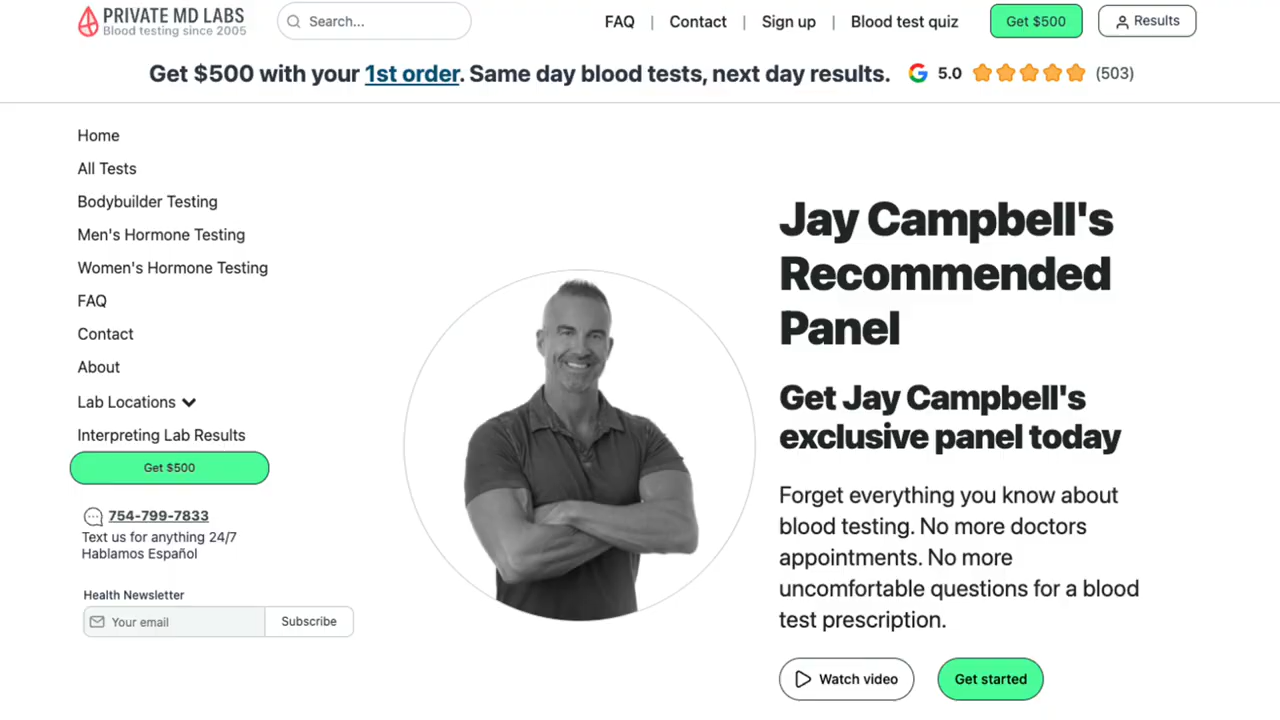 PRIVATE MD LABS
Blood testing since 2005
Search...
FAQ | Contact | Sign up | Blood test quiz
Get $500
Results
Get $500 with your 1st order. Same day blood tests, next day results.
5.0
(503)
Home
All Tests
Bodybuilder Testing
Men's Hormone Testing
Women's Hormone Testing
FAQ
Contact
About
Lab Locations
Interpreting Lab Results
Get $500
754-799-7833
Text us for anything 24/7
Hablamos Español
Health Newsletter
Your email
Subscribe
Jay Campbell's
Recommended
Panel
Get Jay Campbell's
exclusive panel today
Forget everything you know about
blood testing. No more doctors
appointments. No more
uncomfortable questions for a blood
test prescription.
Watch video
Get started